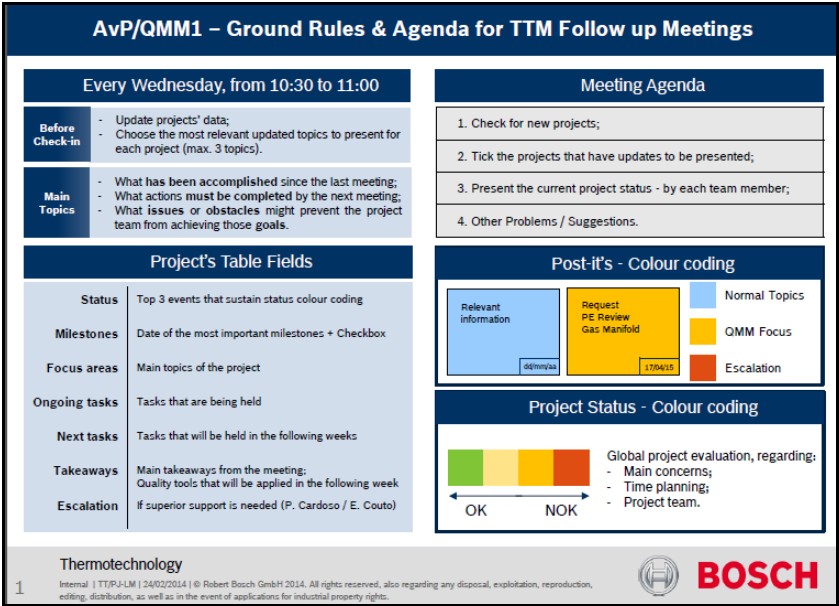 AvP/QMM1 – Ground Rules & Agenda for TTM Follow up Meetings
Every Wednesday, from 10:30 to 11:00
Before
Check-in
- Update projects' data;
- Choose the most relevant updated topics to present for
each project (max. 3 topics).
Main
Topics
- What has been accomplished since the last meeting;
- What actions must be completed by the next meeting;
- What issues or obstacles might prevent the project
team from achieving those goals.
Project's Table Fields
Status Top 3 events that sustain status colour coding
Milestones Date of the most important milestones + Checkbox
Focus areas Main topics of the project
Ongoing tasks Tasks that are being held
Next tasks Tasks that will be held in the following weeks
Takeaways Main takeaways from the meeting;
Quality tools that will be applied in the following week
Escalation If superior support is needed (P. Cardoso / E. Couto)
Meeting Agenda
1. Check for new projects;
2. Tick the projects that have updates to be presented;
3. Present the current project status - by each team member;
4. Other Problems / Suggestions.
Post-it's - Colour coding
Relevant
information
dd/mm/aa
Request
PE Review
Gas Manifold
17/04/15
Normal Topics
QMM Focus
Escalation
Project Status - Colour coding
OK NOK
Global project evaluation, regarding:
- Main concerns;
- Time planning;
- Project team.
1
Thermotechnology
Internal | TT/PJ-LM | 24/02/2014 | © Robert Bosch GmbH 2014. All rights reserved, also regarding any disposal, exploitation, reproduction,
editing, distribution, as well as in the event of applications for industrial property rights.
BOSCH